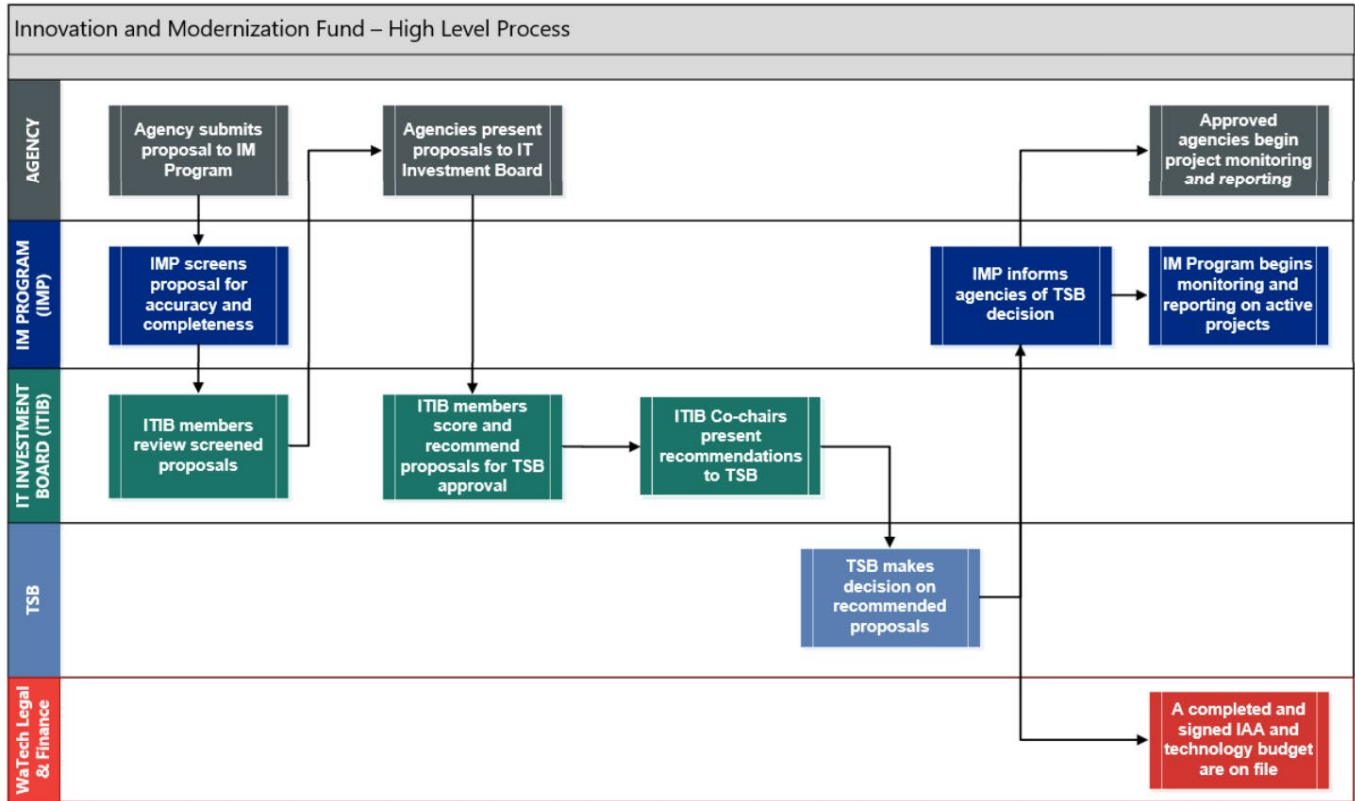 Innovation and Modernization Fund – High Level Process
AGENCY
Agency submits
proposal to IM
Program
Agencies present
proposals to IT
Investment Board
Approved
agencies begin
project monitoring
and reporting
IM PROGRAM
(IMP)
IMP screens
proposal for
accuracy and
completeness
IMP informs
agencies of TSB
decision
IM Program begins
monitoring and
reporting on active
projects
IT INVESTMENT
BOARD (ITIB)
ITIB members
review screened
proposals
ITIB members
score and
recommend
proposals for TSB
approval
ITIB Co-chairs
present
recommendations
to TSB
TSB
TSB makes
decision on
recommended
proposals
WaTech Legal
& Finance
A completed and
signed IAA and
technology budget
are on file